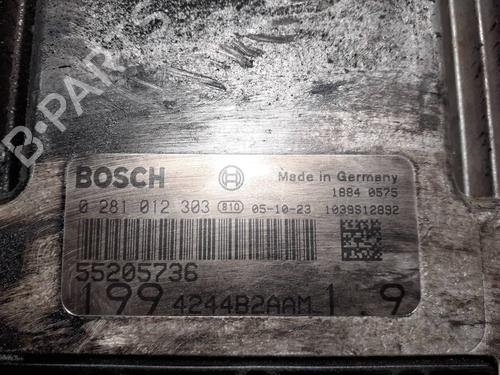 B-PARTS
BOSCH Made in Germany
1884 0575
0 281 012 303 810 05-10-23 1039S12892
55205736
199 4244B2AAM 1.9